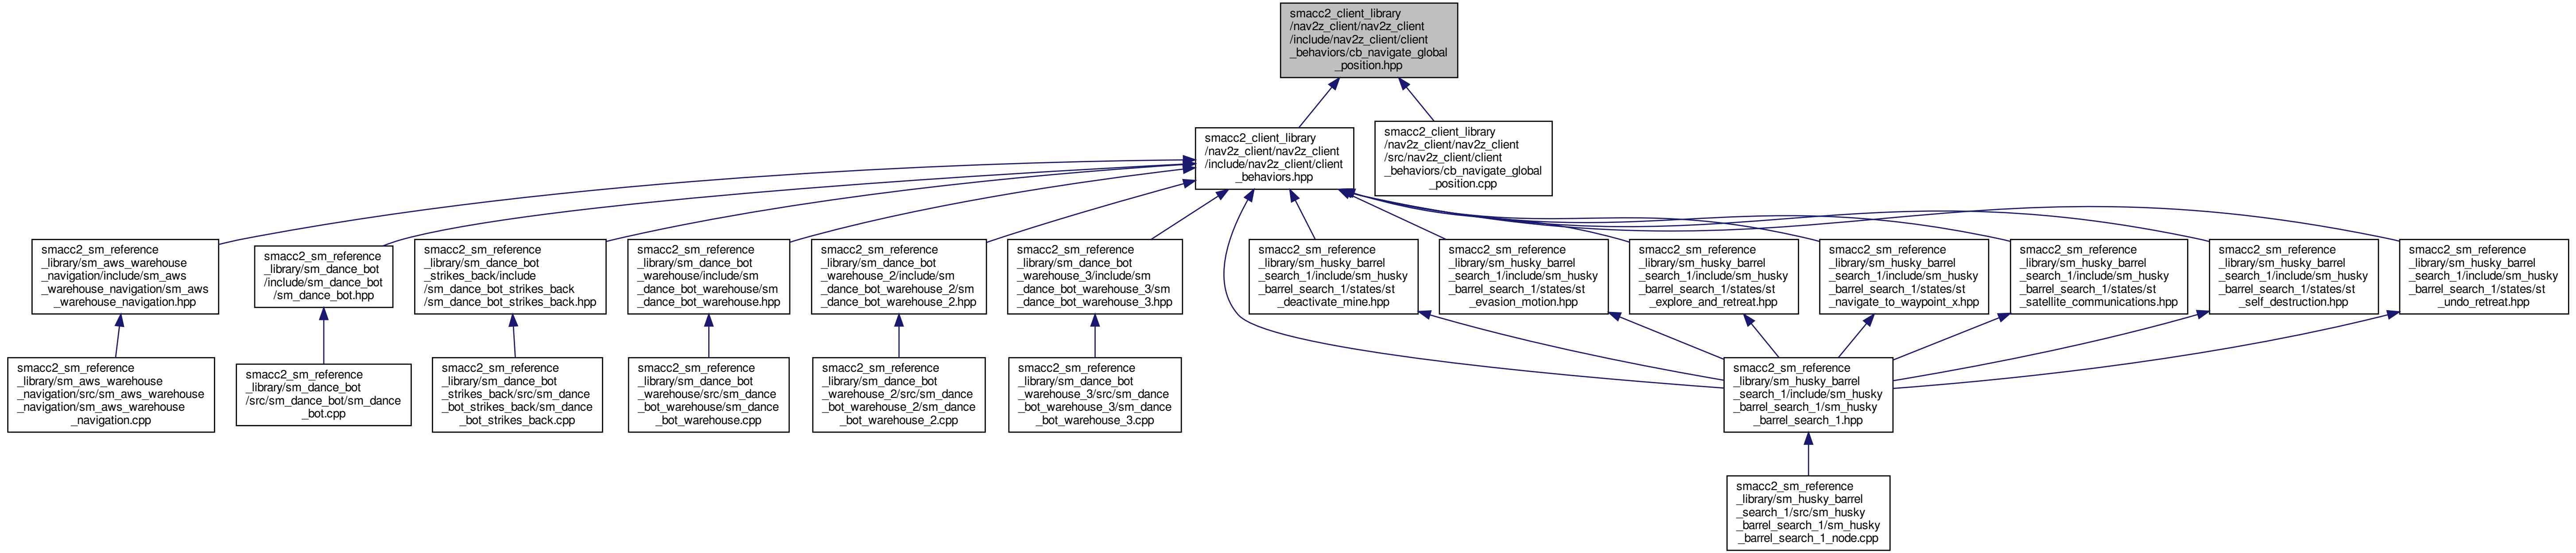 smacc2_client_library
/nav2z_client/nav2z_client
/include/nav2z_client/client
_behaviors/cb_navigate_global
_position.hpp
smacc2_client_library
/nav2z_client/nav2z_client
/include/nav2z_client/client
_behaviors.hpp
smacc2_client_library
/nav2z_client/nav2z_client
/src/nav2z_client/client
_behaviors/cb_navigate_global
_position.cpp
smacc2_sm_reference
_library/sm_aws_warehouse
_navigation/include/sm_aws
_warehouse_navigation/sm_aws
_warehouse_navigation.hpp
smacc2_sm_reference
_library/sm_dance_bot
/include/sm_dance_bot
/sm_dance_bot.hpp
smacc2_sm_reference
_library/sm_dance_bot
_strikes_back/include
/sm_dance_bot_strikes_back
/sm_dance_bot_strikes_back.hpp
smacc2_sm_reference
_library/sm_dance_bot
_warehouse/include/sm
_dance_bot_warehouse/sm
_dance_bot_warehouse.hpp
smacc2_sm_reference
_library/sm_dance_bot
_warehouse_2/include/sm
_dance_bot_warehouse_2/sm
_dance_bot_warehouse_2.hpp
smacc2_sm_reference
_library/sm_dance_bot
_warehouse_3/include/sm
_dance_bot_warehouse_3/sm
_dance_bot_warehouse_3.hpp
smacc2_sm_reference
_library/sm_husky_barrel
_search_1/include/sm_husky
_barrel_search_1/states/st
_deactivate_mine.hpp
smacc2_sm_reference
_library/sm_husky_barrel
_search_1/include/sm_husky
_barrel_search_1/states/st
_evasion_motion.hpp
smacc2_sm_reference
_library/sm_husky_barrel
_search_1/include/sm_husky
_barrel_search_1/states/st
_explore_and_retreat.hpp
smacc2_sm_reference
_library/sm_husky_barrel
_search_1/include/sm_husky
_barrel_search_1/states/st
_navigate_to_waypoint_x.hpp
smacc2_sm_reference
_library/sm_husky_barrel
_search_1/include/sm_husky
_barrel_search_1/states/st
_satellite_communications.hpp
smacc2_sm_reference
_library/sm_husky_barrel
_search_1/include/sm_husky
_barrel_search_1/states/st
_self_destruction.hpp
smacc2_sm_reference
_library/sm_husky_barrel
_search_1/include/sm_husky
_barrel_search_1/states/st
_undo_retreat.hpp
smacc2_sm_reference
_library/sm_aws_warehouse
_navigation/src/sm_aws_warehouse
_navigation/sm_aws_warehouse
_navigation.cpp
smacc2_sm_reference
_library/sm_dance_bot
/src/sm_dance_bot/sm_dance
_bot.cpp
smacc2_sm_reference
_library/sm_dance_bot
_strikes_back/src/sm_dance
_bot_strikes_back/sm_dance
_bot_strikes_back.cpp
smacc2_sm_reference
_library/sm_dance_bot
_warehouse/src/sm_dance
_bot_warehouse/sm_dance
_bot_warehouse.cpp
smacc2_sm_reference
_library/sm_dance_bot
_warehouse_2/src/sm_dance
_bot_warehouse_2/sm_dance
_bot_warehouse_2.cpp
smacc2_sm_reference
_library/sm_dance_bot
_warehouse_3/src/sm_dance
_bot_warehouse_3/sm_dance
_bot_warehouse_3.cpp
smacc2_sm_reference
_library/sm_husky_barrel
_search_1/include/sm_husky
_barrel_search_1/sm_husky
_barrel_search_1.hpp
smacc2_sm_reference
_library/sm_husky_barrel
_search_1/src/sm_husky
_barrel_search_1/sm_husky
_barrel_search_1_node.cpp